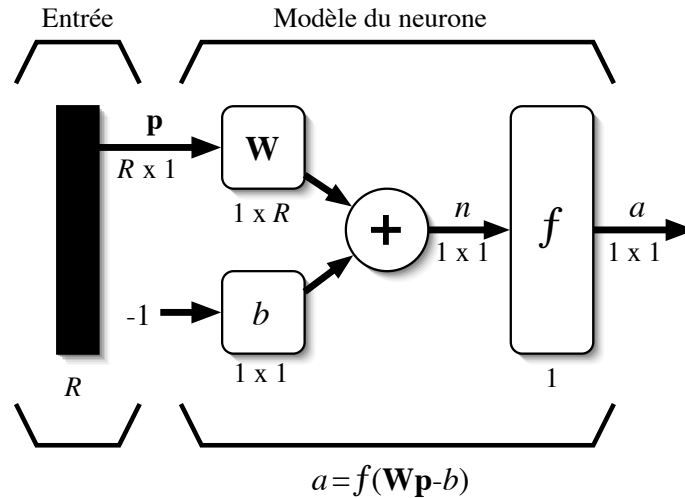 Entrée
Modèle du neurone
p
R x 1
W
1 x R
+
n
1 x 1
f
a
1 x 1
-1
b
1 x 1
R
1
a=f(Wp-b)